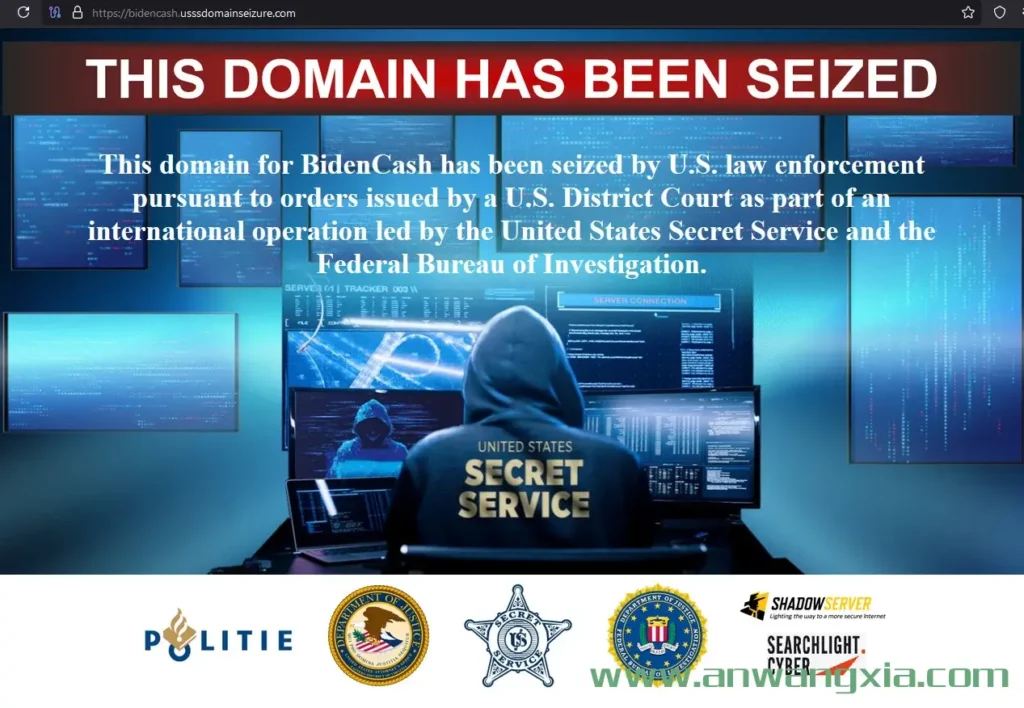 https://bidencash.usssdomainseizure.com
THIS DOMAIN HAS BEEN SEIZED
This domain for BidenCash has been seized by U.S. law enforcement
pursuant to orders issued by a U.S. District Court as part of an
international operation led by the United States Secret Service and the
Federal Bureau of Investigation.
SERVER 01 | TRACKER 003 \\
SERVER CONNECTION
UNITED STATES
SECRET
SERVICE
POLITIE
DEPARTMENT OF JUSTICE
SECRET
SERVICE
DEPARTMENT OF JUSTICE
FEDERAL BUREAU OF INVESTIGATION
SHADOWSERVER
Lighting the way to a more secure Internet
SEARCHLIGHT.
CYBER
www.anwangxia.com